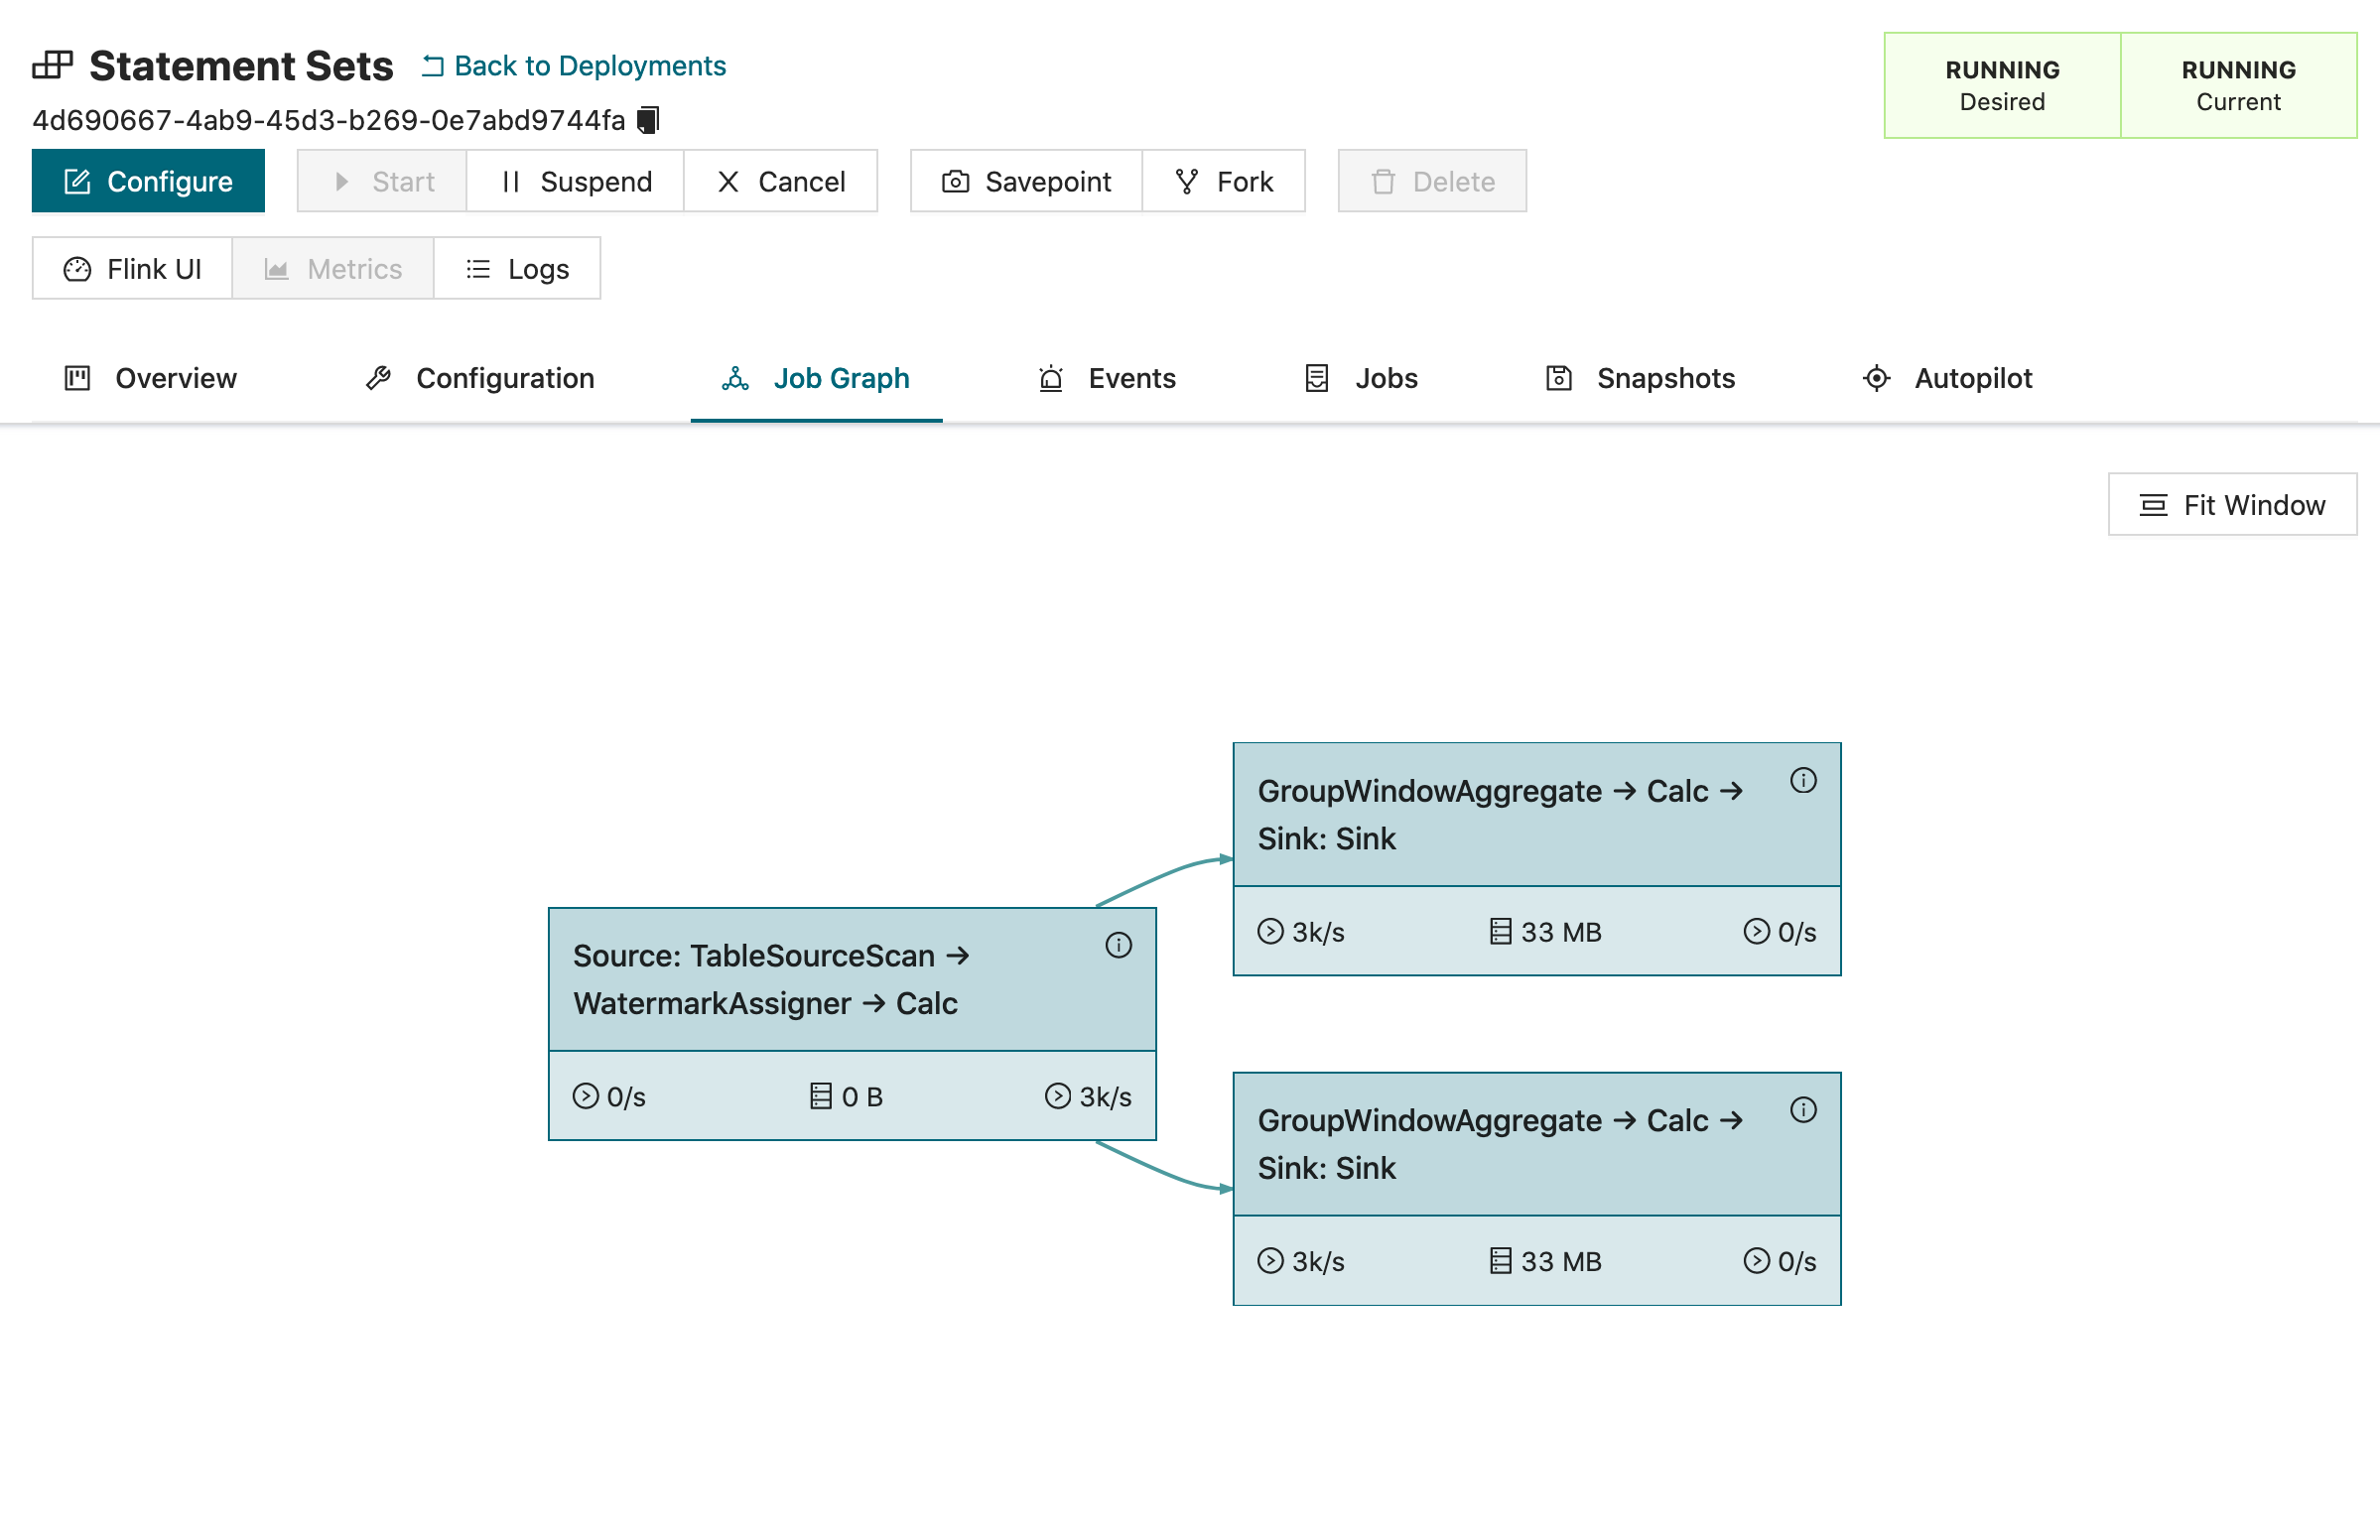 Statement Sets
Back to Deployments
RUNNING
Desired
RUNNING
Current
4d690667-4ab9-45d3-b269-0e7abd9744fa
Configure
Start
Suspend
Cancel
Savepoint
Fork
Delete
Flink UI
Metrics
Logs
Overview
Configuration
Job Graph
Events
Jobs
Snapshots
Autopilot
Fit Window
Source: TableSourceScan →
WatermarkAssigner → Calc
0/s
0 B
3k/s
GroupWindowAggregate → Calc →
Sink: Sink
3k/s
33 MB
0/s
GroupWindowAggregate → Calc →
Sink: Sink
3k/s
33 MB
0/s